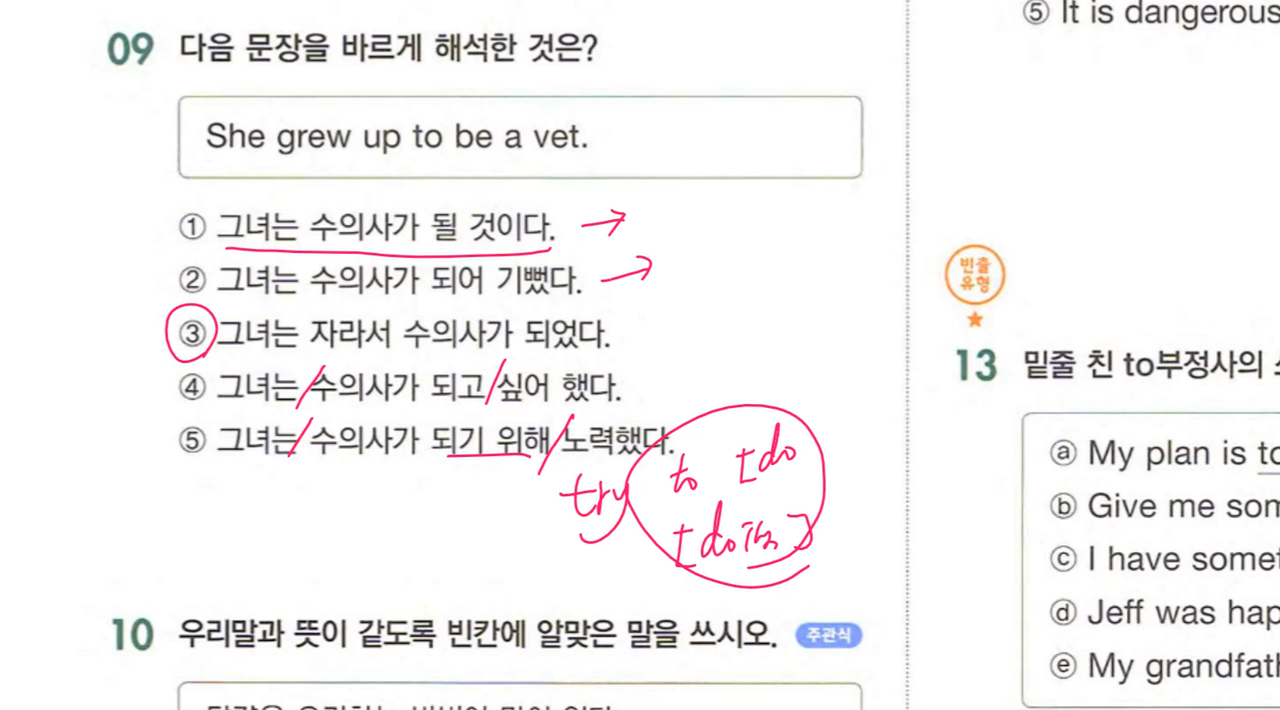 09 다음 문장을 바르게 해석한 것은?
She grew up to be a vet.
① 그녀는 수의사가 될 것이다.
② 그녀는 수의사가 되어 기뻤다.
③ 그녀는 자라서 수의사가 되었다.
④ 그녀는 수의사가 되고 싶어 했다.
⑤ 그녀는 수의사가 되기 위해 노력했다.
to do
try
doing
10 우리말과 뜻이 같도록 빈칸에 알맞은 말을 쓰시오. 주관식
⑤ It is dangerous
빈출
유형
13 밑줄 친 to부정사의
ⓐ My plan is to
ⓑ Give me
ⓒ I have
ⓓ Jeff was
ⓔ My